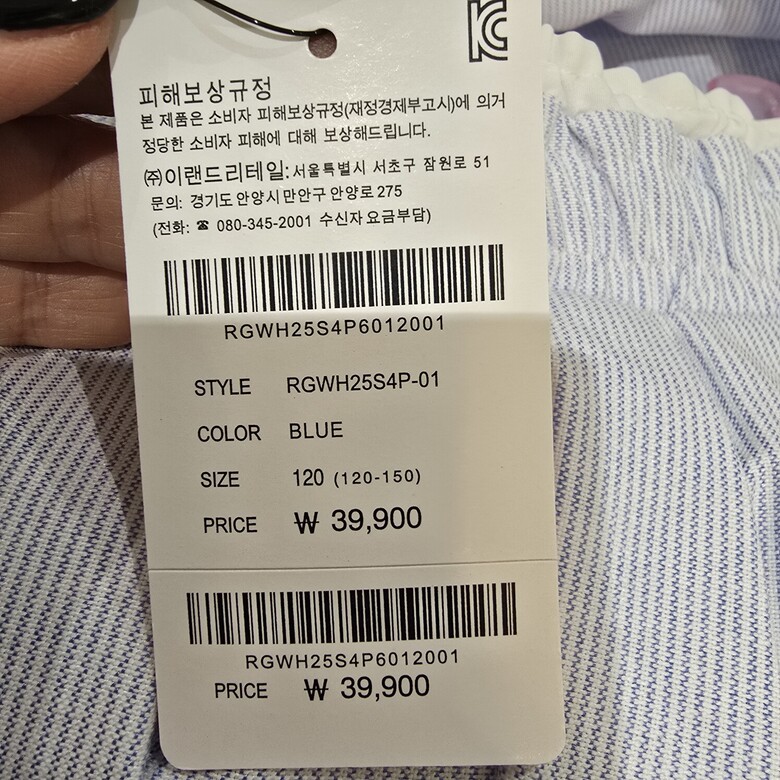 피해보상규정
본 제품은 소비자 피해보상규정(재정경제부고시)에 의거
정당한 소비자 피해에 대해 보상해드립니다.
㈜이랜드리테일:서울특별시 서초구 잠원로 51
문의: 경기도 안양시 만안구 안양로 275
(전화: ☎ 080-345-2001 수신자 요금부담)
RGWH25S4P6012001
STYLE RGWH25S4P-01
COLOR BLUE
SIZE 120 (120-150)
PRICE ₩ 39,900
RGWH25S4P6012001
PRICE ₩ 39,900